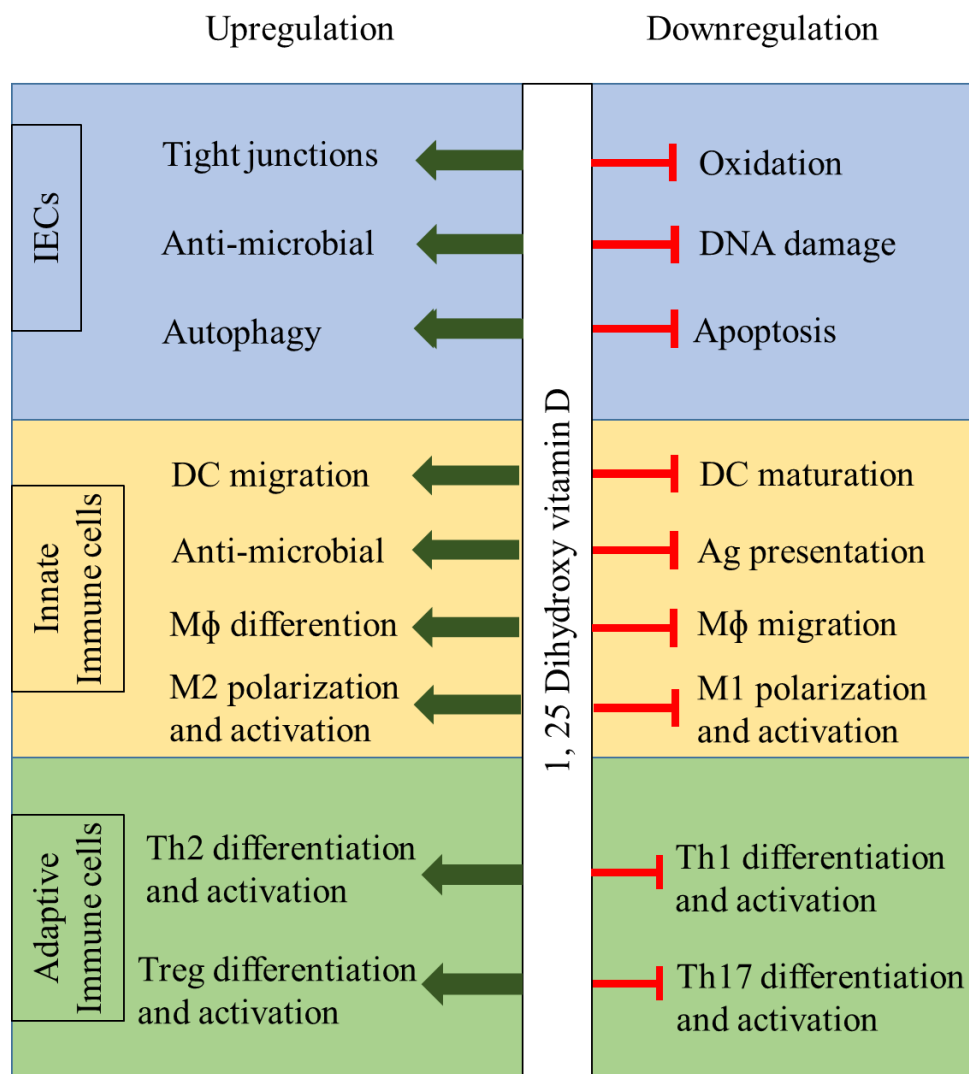 Upregulation
Downregulation
IECs
Tight junctions
Oxidation
Anti-microbial
DNA damage
Autophagy
Apoptosis
1, 25 Dihydroxy vitamin D
Innate
Immune cells
DC migration
DC maturation
Anti-microbial
Ag presentation
Mϕ differention
Mϕ migration
M2 polarization
and activation
M1 polarization
and activation
Adaptive
Immune cells
Th2 differentiation
and activation
Th1 differentiation
and activation
Treg differentiation
and activation
Th17 differentiation
and activation